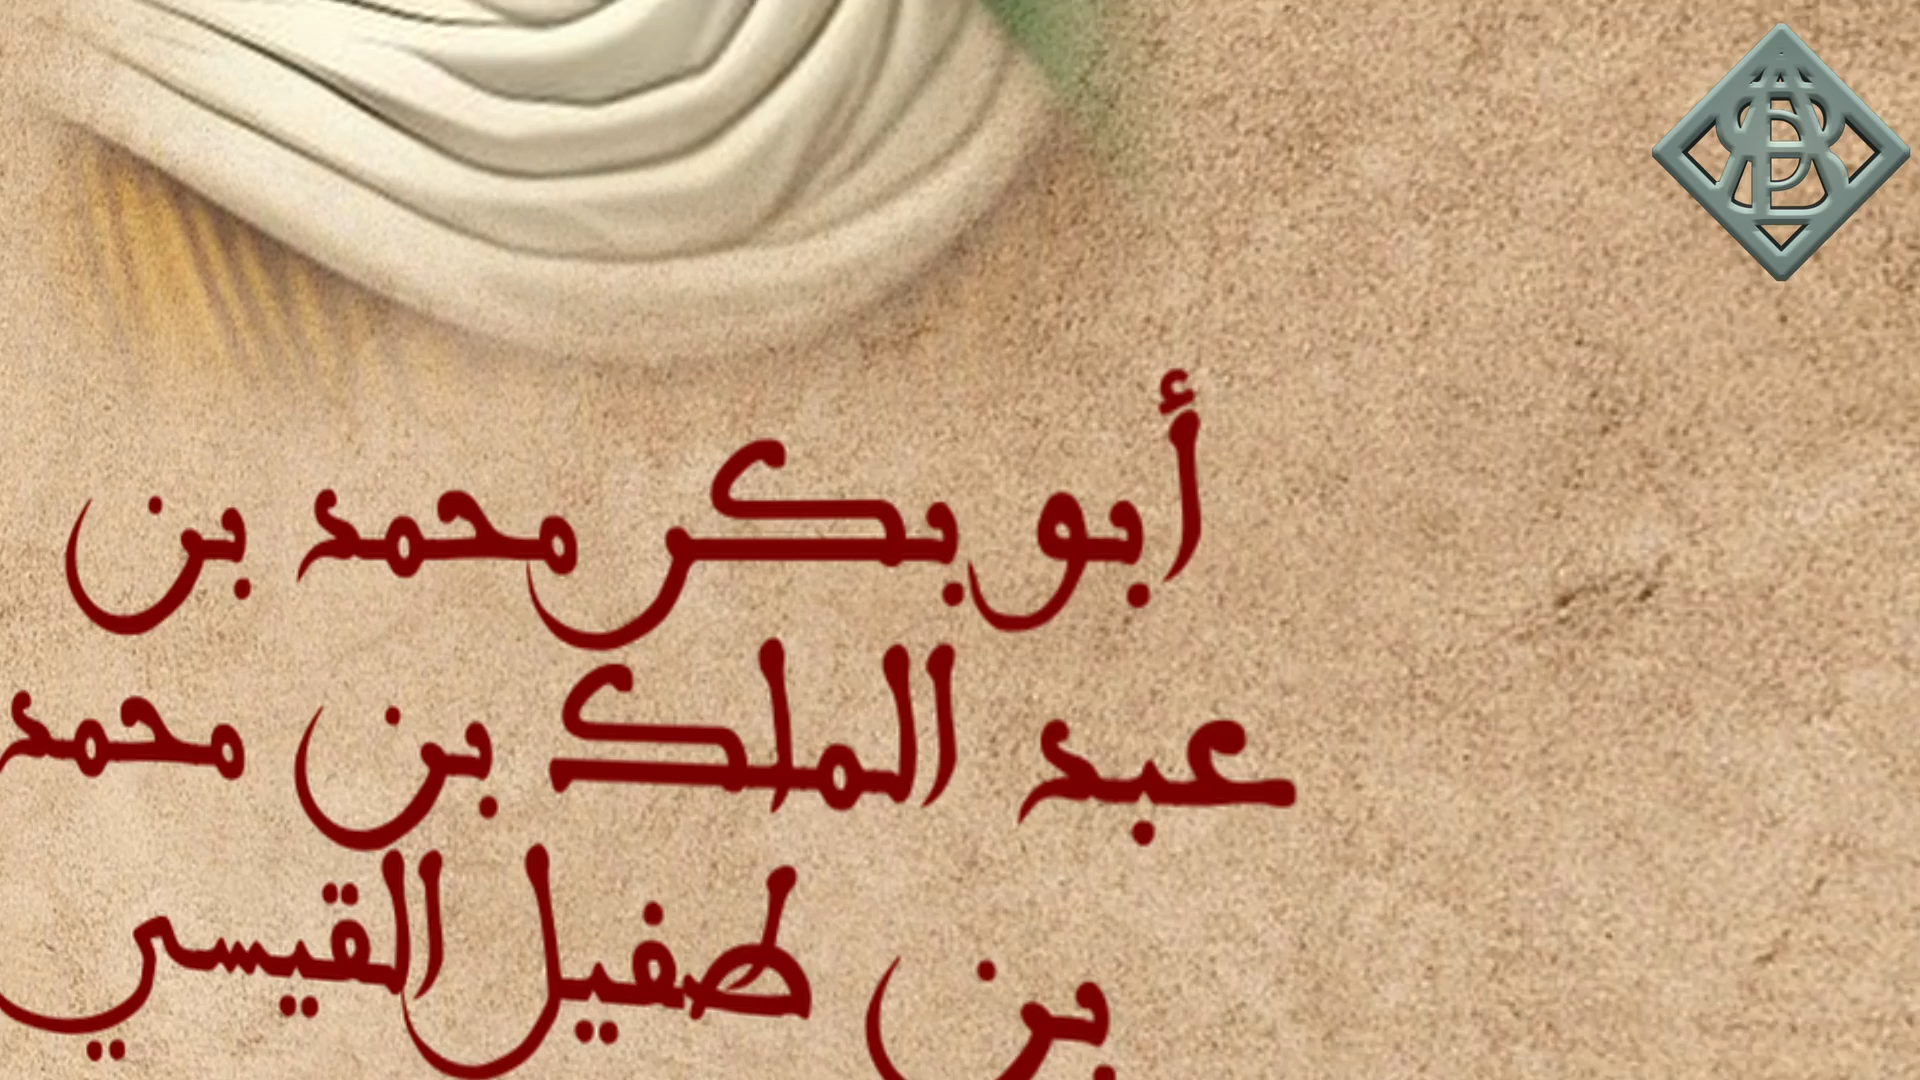 أبو بكر محمد بن
عبد الملك بن محمد
بن طفيل القيسي